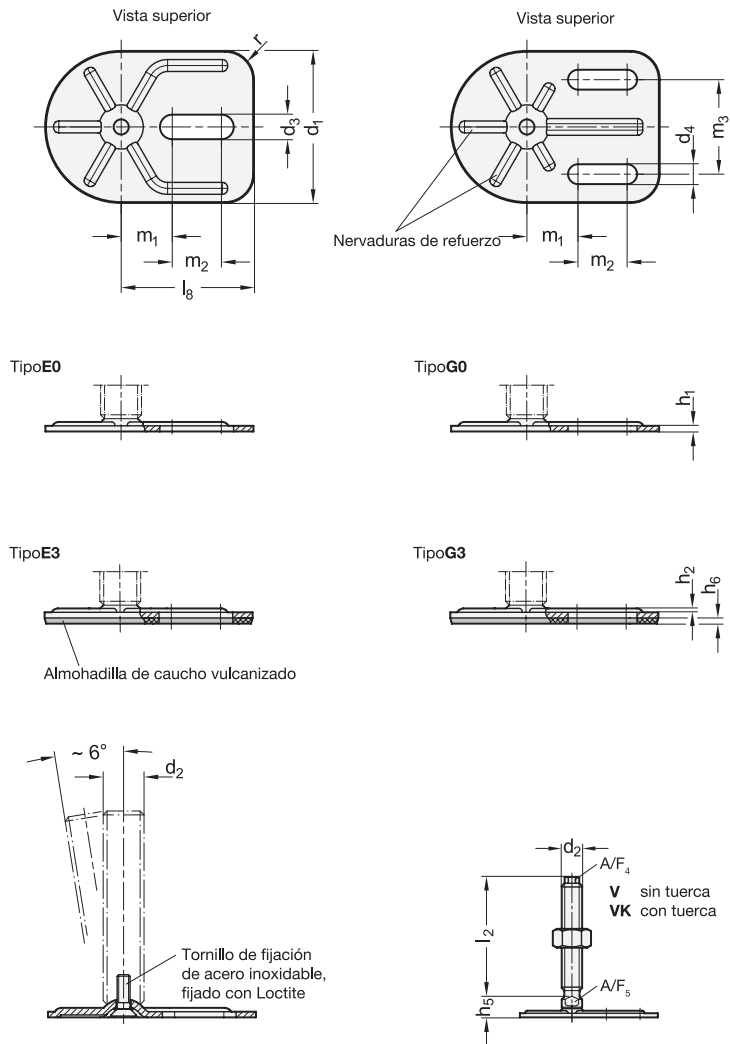 Vista superior
Vista superior
r
d3
d1
m1
m2
l8
d4
m3
Nervaduras de refuerzo
m1
m2
TipoE0
TipoG0
h1
TipoE3
TipoG3
h2
h6
Almohadilla de caucho vulcanizado
~ 6°
d2
Tornillo de fijación
de acero inoxidable,
fijado con Loctite
d2
A/F4
V sin tuerca
VK con tuerca
l2
A/F5
h5